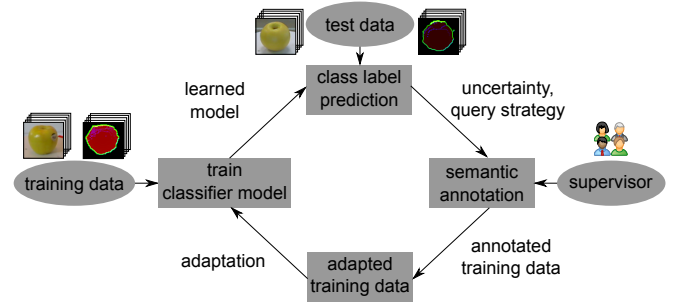 test data
class label
prediction
learned
model
uncertainty,
query strategy
training data
train
classifier model
semantic
annotation
supervisor
adaptation
adapted
training data
annotated
training data